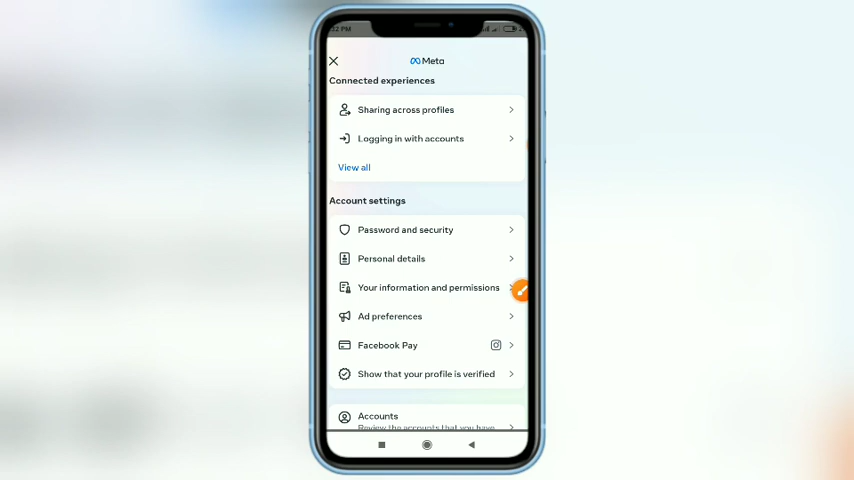 Meta
Connected experiences
Sharing across profiles
Logging in with accounts
View all
Account settings
Password and security
Personal details
Your information and permissions
Ad preferences
Facebook Pay
Show that your profile is verified
Accounts
Review the accounts that you have